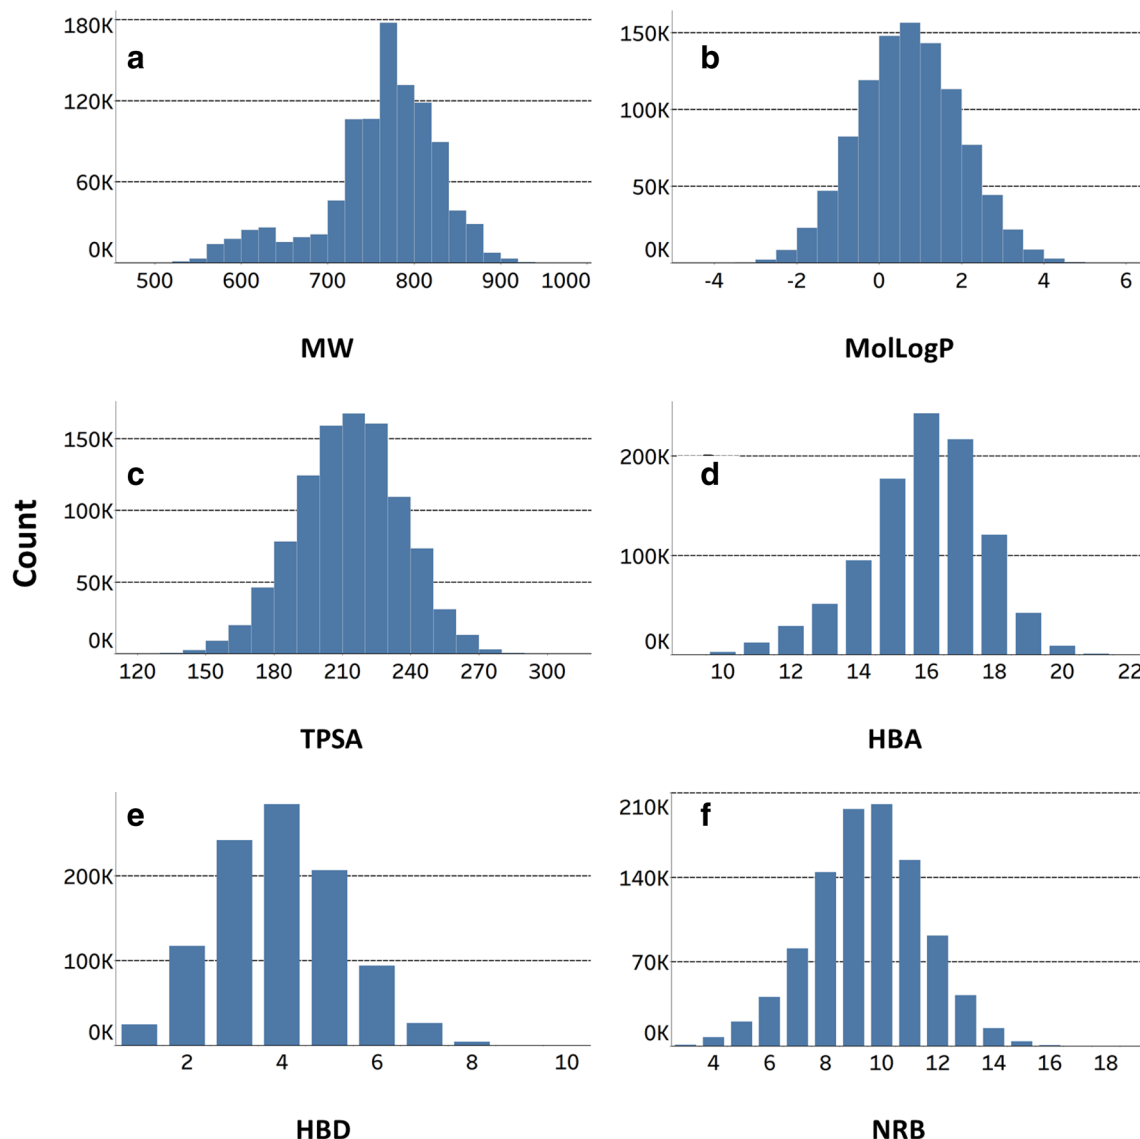 a
180K
120K
60K
0K
500 600 700 800 900 1000
MW
b
150K
100K
50K
0K
-4 -2 0 2 4 6
MolLogP
Count
c
150K
100K
50K
0K
120 150 180 210 240 270 300
TPSA
d
200K
100K
0K
10 12 14 16 18 20 22
HBA
e
200K
100K
0K
2 4 6 8 10
HBD
f
210K
140K
70K
0K
4 6 8 10 12 14 16 18
NRB